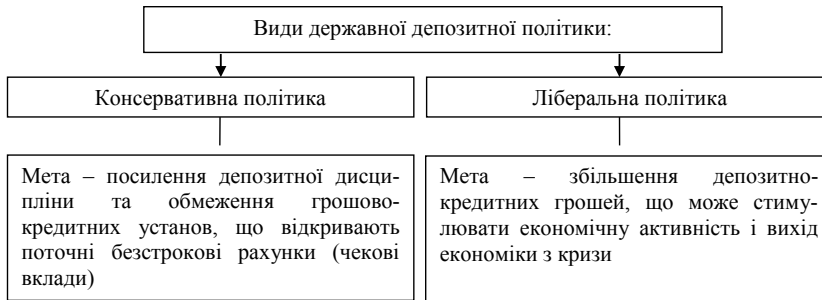 Види державної депозитної політики:
Консервативна політика
Ліберальна політика
Мета – посилення депозитної дисци-
пліни та обмеження грошово-
кредитних установ, що відкривають
поточні безстрокові рахунки (чекові
вклади)
Мета – збільшення депозитно-
кредитних грошей, що може стиму-
лювати економічну активність і вихід
економіки з кризи